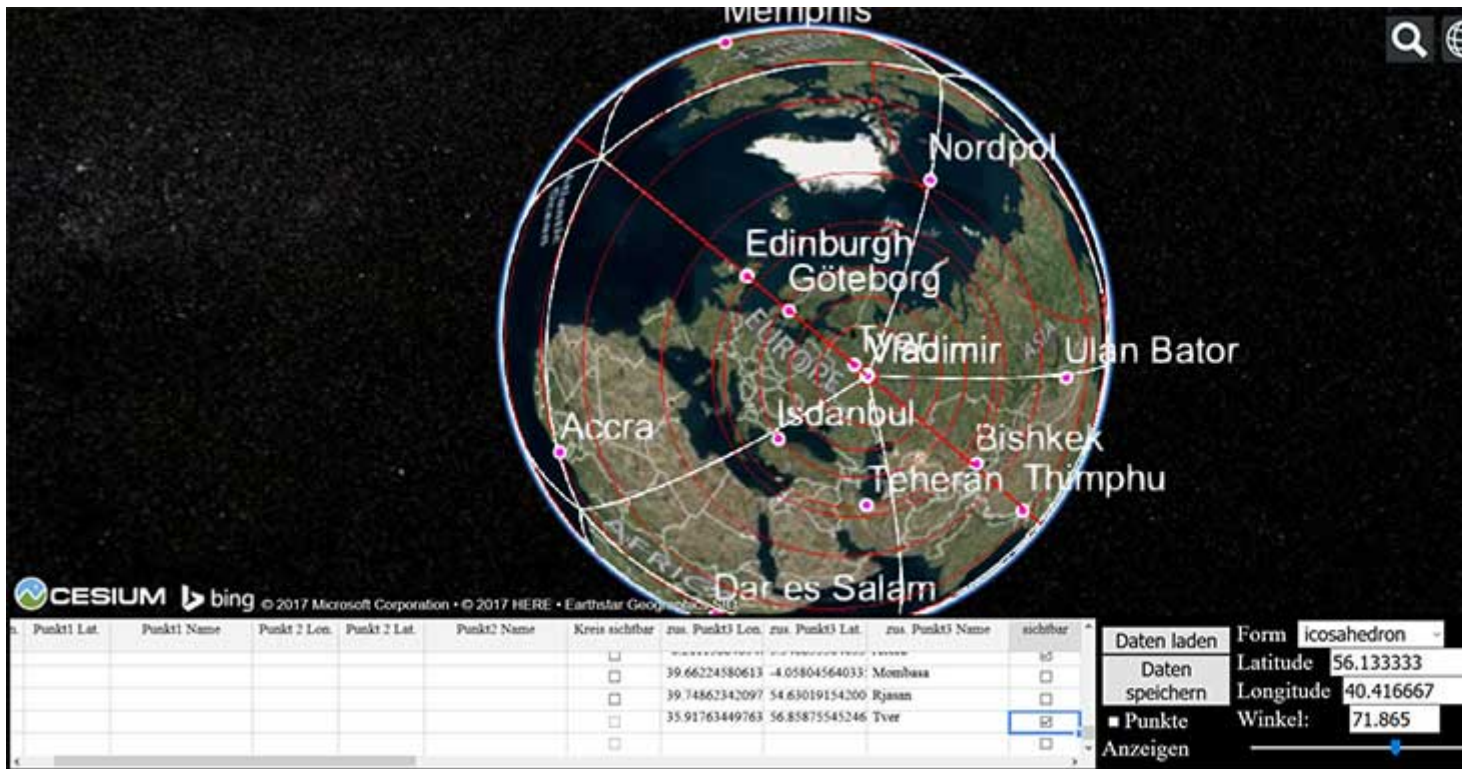 Memphis
Nordpol
Edinburgh
Göteborg
EUROPE
Tver
Vladimir
ASIA
Ulan Bator
Accra
Isdanbul
Bishkek
Teheran
Thimphu
Dar es Salam
CESIUM bing © 2017 Microsoft Corporation • © 2017 HERE • Earthstar
Punkt1 Lat. Punkt1 Name Punkt 2 Lon. Punkt 2 Lat. Punkt2 Name Kreis sichtbar zus. Punkt3 Lon. zus. Punkt3 Lat. zus. Punkt3 Name sichtbar
39.66224580613 -4.05804564033 Mombasa
39.74862342097 54.63019154200 Rjasan
35.91763449763 56.85875545246 Tver
Daten laden
Daten
speichern
Punkte
Anzeigen
Form icosahedron
Latitude 56.133333
Longitude 40.416667
Winkel: 71.865